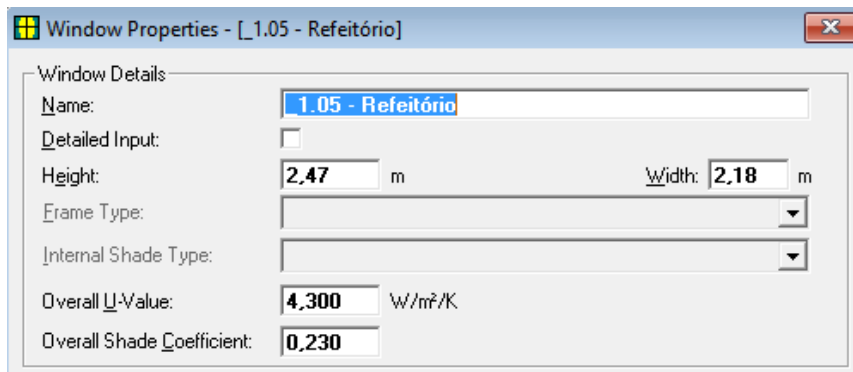 Window Properties - [_1.05 - Refeitório]
Window Details
Name: _1.05 - Refeitório
Detailed Input:
Height: 2,47 m Width: 2,18 m
Frame Type:
Internal Shade Type:
Overall U-Value: 4,300 W/m²/K
Overall Shade Coefficient: 0,230